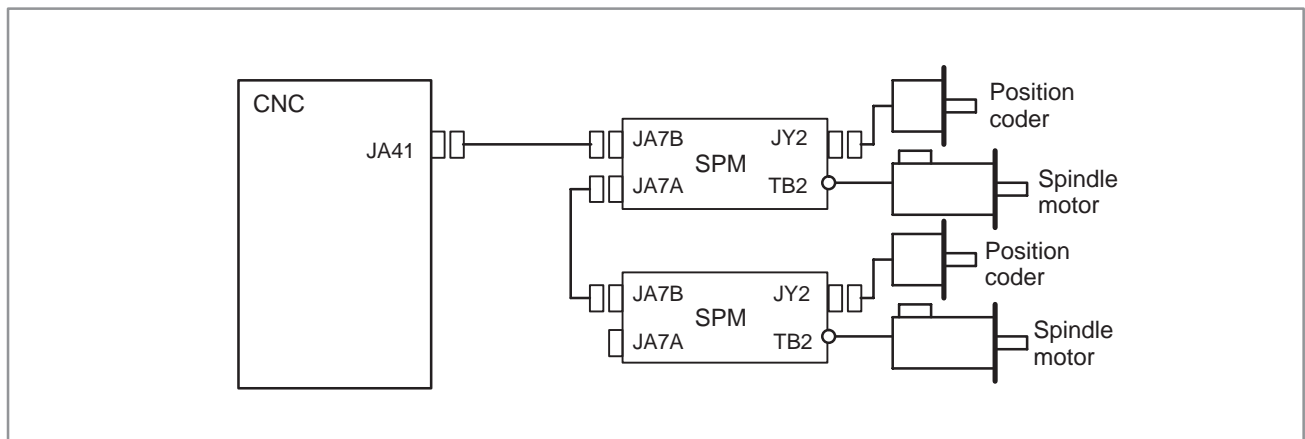 CNC
JA41
JA7B
JY2
SPM
JA7A
TB2
Position
coder
Spindle
motor
JA7B
JY2
SPM
JA7A
TB2
Position
coder
Spindle
motor